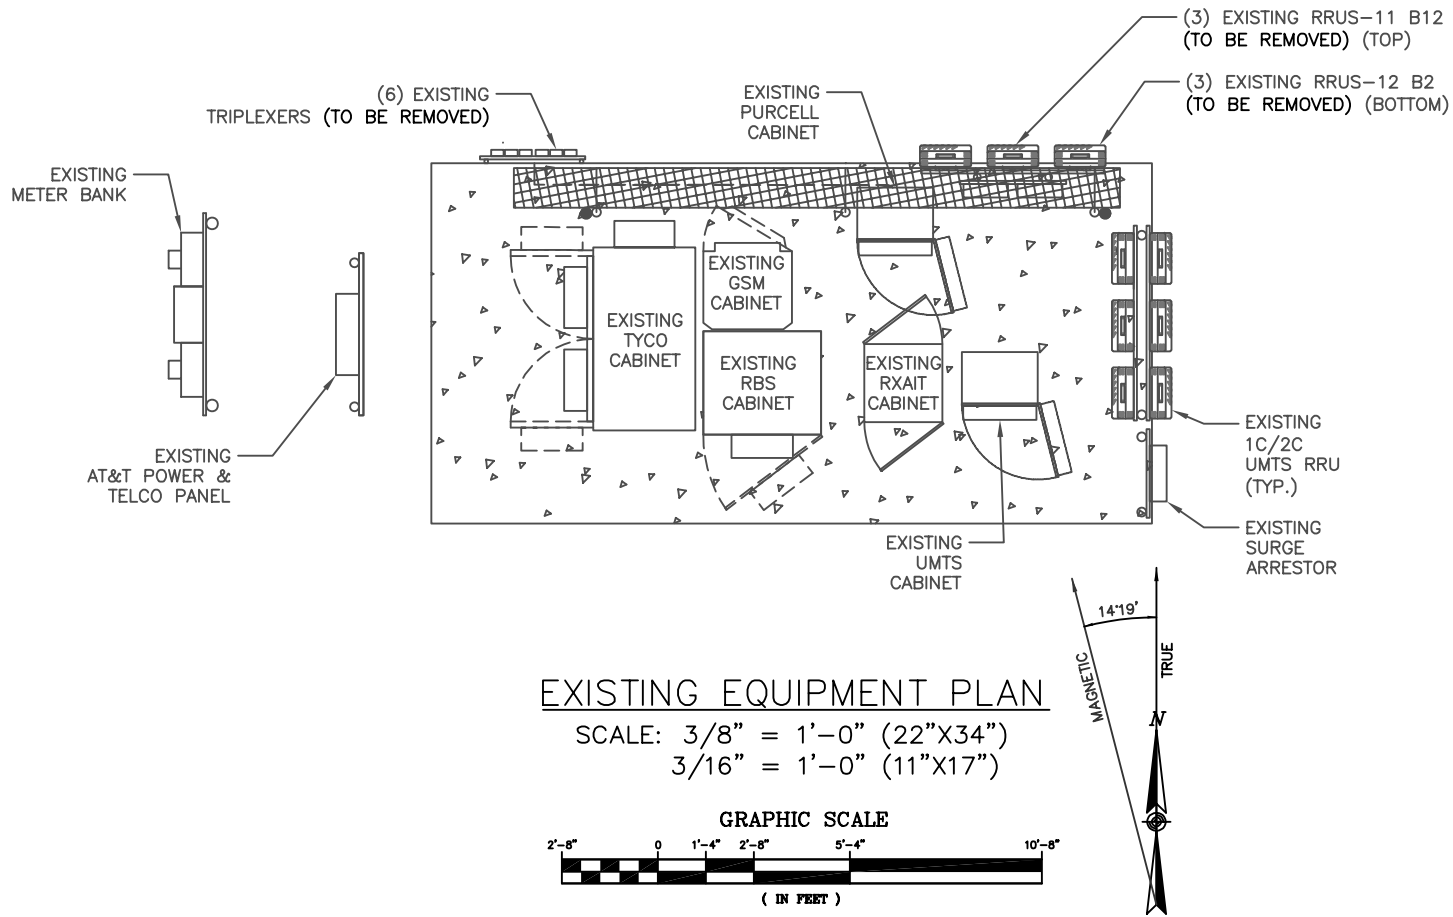 (3) EXISTING RRUS-11 B12
(TO BE REMOVED) (TOP)
(3) EXISTING RRUS-12 B2
(TO BE REMOVED) (BOTTOM)
(6) EXISTING
TRIPLEXERS (TO BE REMOVED)
EXISTING
PURCELL
CABINET
EXISTING
METER BANK
EXISTING
GSM
CABINET
EXISTING
TYCO
CABINET
EXISTING
RBS
CABINET
EXISTING
RXAIT
CABINET
EXISTING
AT&T POWER &
TELCO PANEL
EXISTING
1C/2C
UMTS RRU
(TYP.)
EXISTING
SURGE
ARRESTOR
EXISTING
UMTS
CABINET
14°19'
MAGNETIC
TRUE
N
EXISTING EQUIPMENT PLAN
SCALE: 3/8" = 1'-0" (22"X34")
3/16" = 1'-0" (11"X17")
GRAPHIC SCALE
2'-8" 0 1'-4" 2'-8" 5'-4" 10'-8"
( IN FEET )